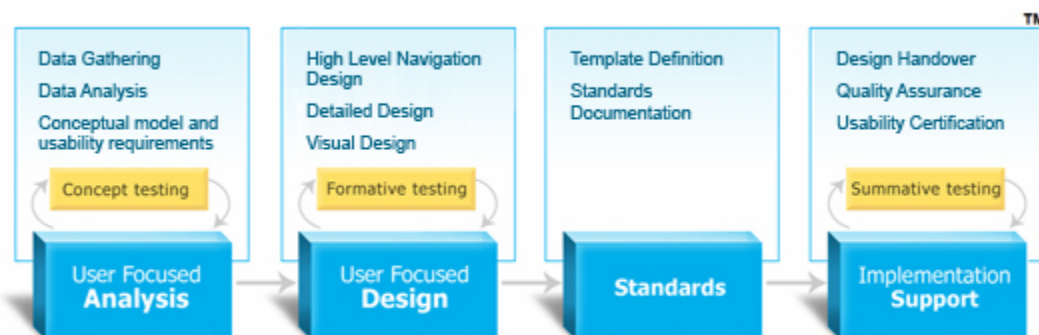 TM
Data Gathering
Data Analysis
Conceptual model and
usability requirements
Concept testing
User Focused
Analysis
High Level Navigation
Design
Detailed Design
Visual Design
Formative testing
User Focused
Design
Template Definition
Standards
Documentation
Standards
Design Handover
Quality Assurance
Usability Certification
Summative testing
Implementation
Support